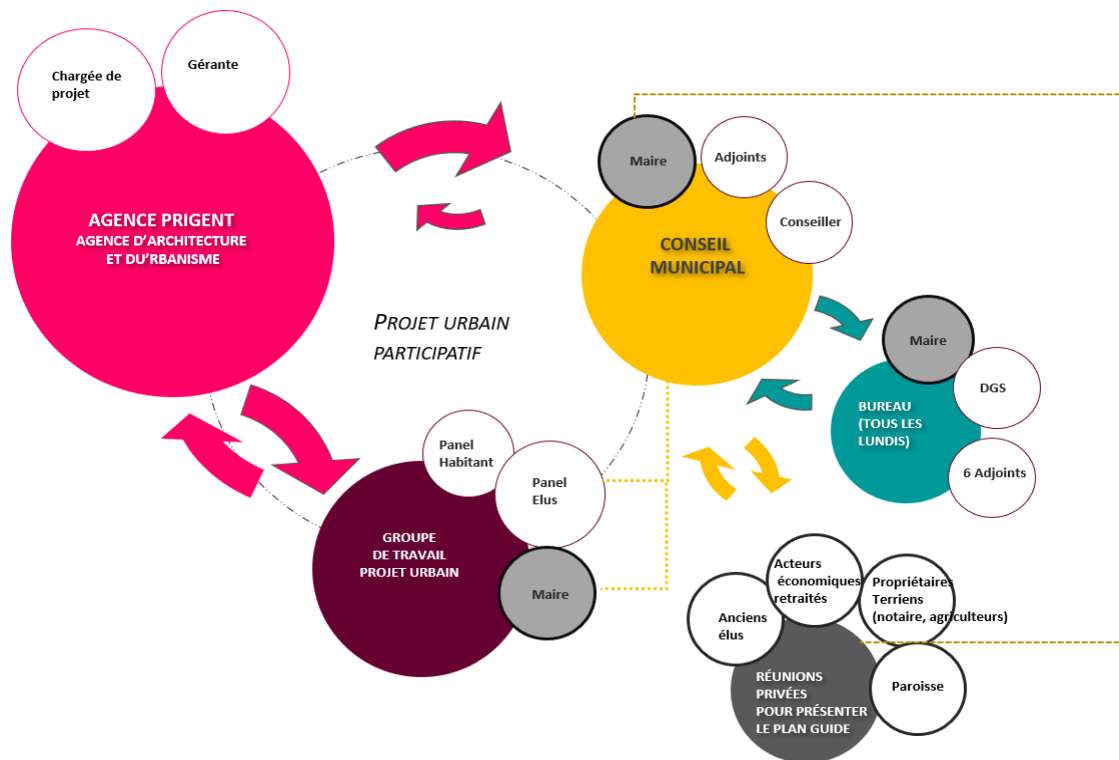 Chargée de
projet
Gérante
AGENCE PRIGENT
AGENCE D'ARCHITECTURE
ET DU'RBANISME
Maire
Adjoints
Conseiller
CONSEIL
MUNICIPAL
PROJET URBAIN
PARTICIPATIF
Maire
DGS
6 Adjoints
BUREAU
(TOUS LES
LUNDIS)
Panel
Habitant
Panel
Elus
Maire
GROUPE
DE TRAVAIL
PROJET URBAIN
Acteurs
économiques
retraités
Propriétaires
Terriens
(notaire, agriculteurs)
Anciens
élus
Paroisse
RÉUNIONS
PRIVÉES
POUR PRÉSENTER
LE PLAN GUIDE